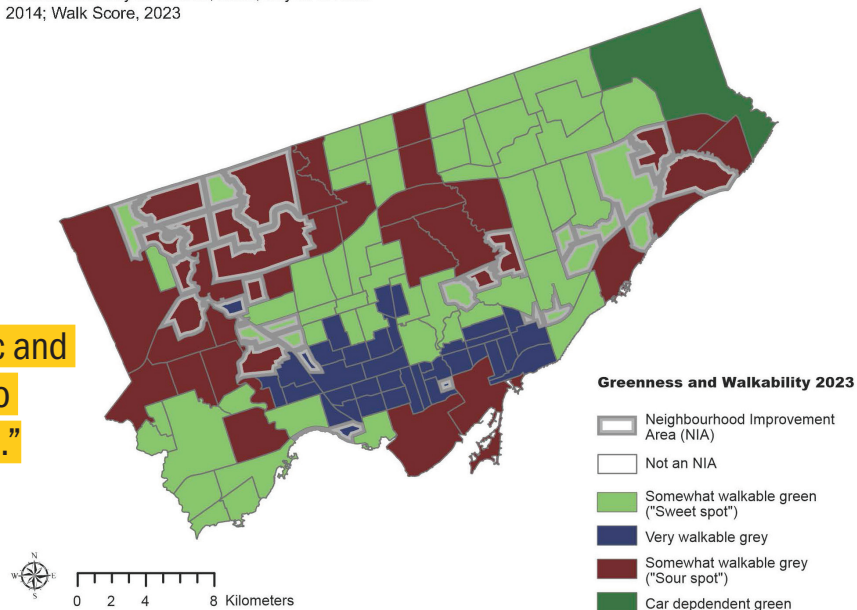 2014; Walk Score, 2023
c and
o
.”
Greenness and Walkability 2023
Neighbourhood Improvement
Area (NIA)
Not an NIA
Somewhat walkable green
("Sweet spot")
Very walkable grey
Somewhat walkable grey
("Sour spot")
Car depdendent green
N
W E
S
0 2 4 8 Kilometers